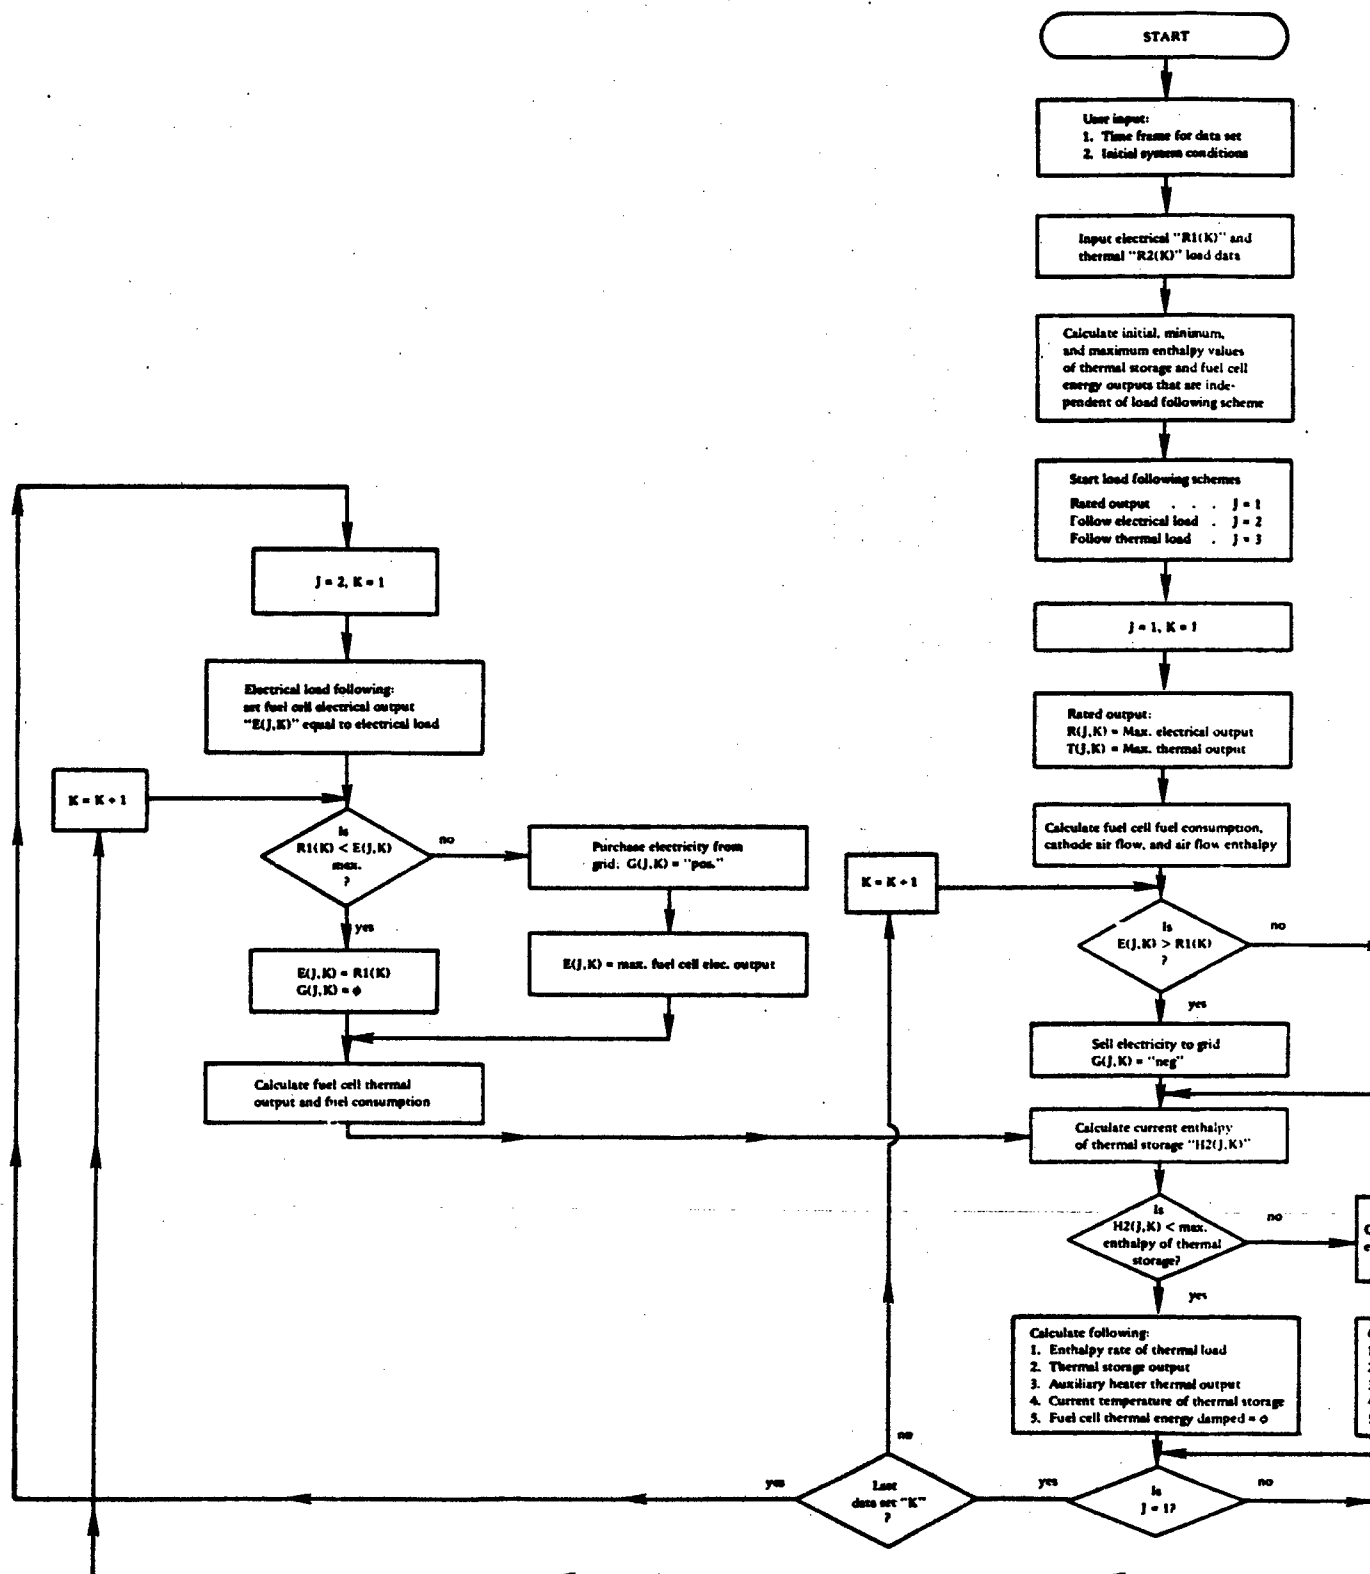 START
User input:
1. Time frame for data set
2. Initial system conditions
Input electrical "R1(K)" and
thermal "R2(K)" load data
Calculate initial, minimum,
and maximum enthalpy values
of thermal storage and fuel cell
energy outputs that are inde-
pendent of load following scheme
Start load following schemes
Rated output . . . J = 1
Follow electrical load . J = 2
Follow thermal load . J = 3
J = 1, K = 1
Rated output:
R(J,K) = Max. electrical output
T(J,K) = Max. thermal output
Calculate fuel cell fuel consumption,
cathode air flow, and air flow enthalpy
K = K + 1
Is
E(J,K) > R1(K)
?
no
yes
Sell electricity to grid
G(J,K) = "neg"
Calculate current enthalpy
of thermal storage "H2(J,K)"
Is
H2(J,K) < max.
enthalpy of thermal
storage?
no
yes
Calculate following:
1. Enthalpy rate of thermal load
2. Thermal storage output
3. Auxiliary heater thermal output
4. Current temperature of thermal storage
5. Fuel cell thermal energy damped = ϕ
Is
J = 1?
no
yes
Last
data set "K"
?
no
yes
J = 2, K = 1
Electrical load following:
set fuel cell electrical output
"E(J,K)" equal to electrical load
K = K + 1
Is
R1(K) < E(J,K)
max.
?
no
yes
Purchase electricity from
grid: G(J,K) = "pos."
E(J,K) = max. fuel cell elec. output
E(J,K) = R1(K)
G(J,K) = ϕ
Calculate fuel cell thermal
output and fuel consumption